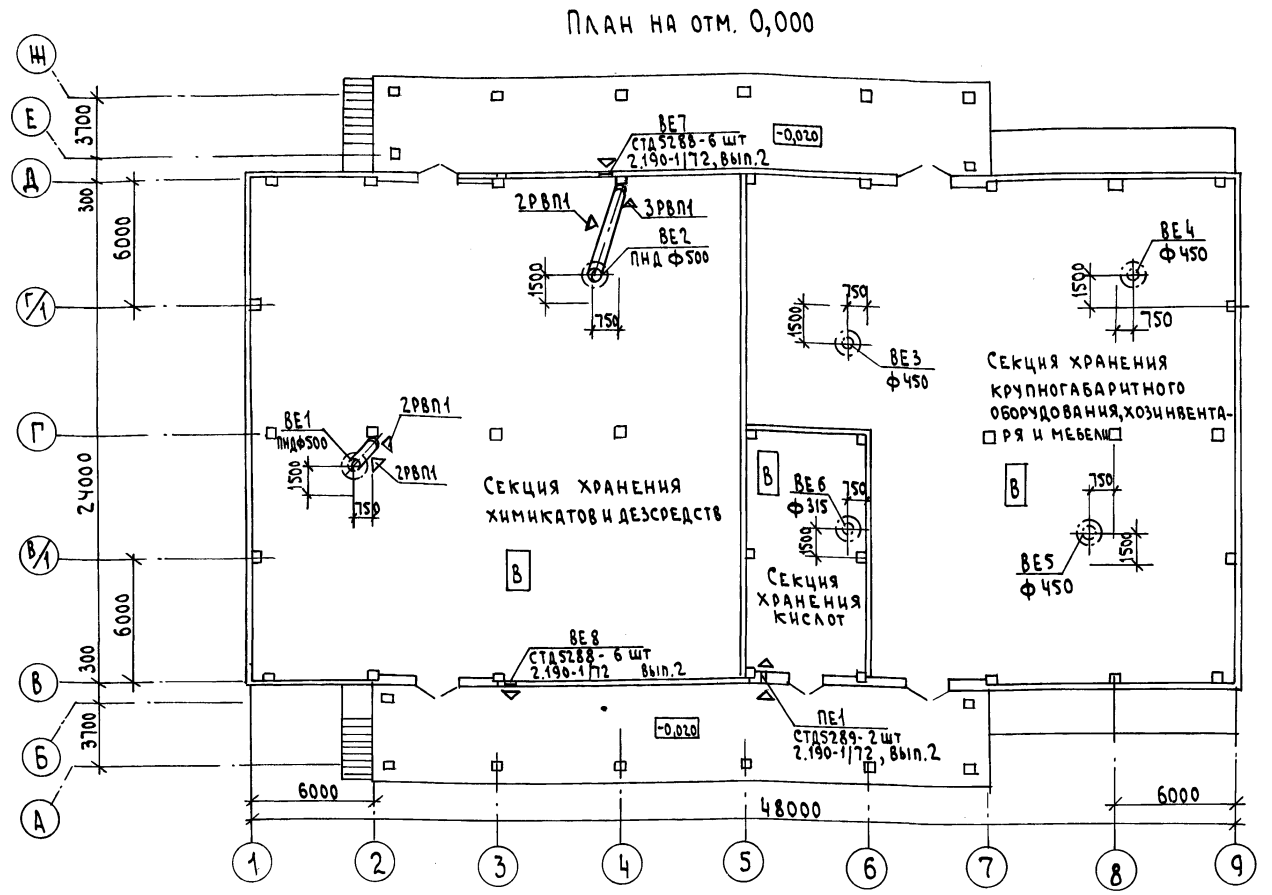 План на отм. 0,000
Ж
3700
Е
Д
300
6000
Г/1
24000
Г
В/1
6000
300
В
3700
Б
А
ВЕ7
СТД5288-6 шт
2.190-1/72, вып.2
-0,020
2РВП1
3РВП1
ВЕ2
ПНД ф500
1500
750
ВЕ4
ф450
1500
750
750
1500
ВЕ3
ф450
Секция хранения
крупногабаритного
оборудования, хозинвента-
ря и мебели
В
ВЕ1
ПНДф500
2РВП1
2РВП1
1500
750
Секция хранения
химикатов и дезсредств
В
В
ВЕ6
ф315
750
1500
Секция
хранения
кислот
750
1500
ВЕ5
ф450
ВЕ8
СТД5288- 6 шт
2.190-1/72 вып.2
-0,020
ПЕ1
СТД5289-2шт
2.190-1/72, вып.2
6000
48000
6000
1
2
3
4
5
6
7
8
9